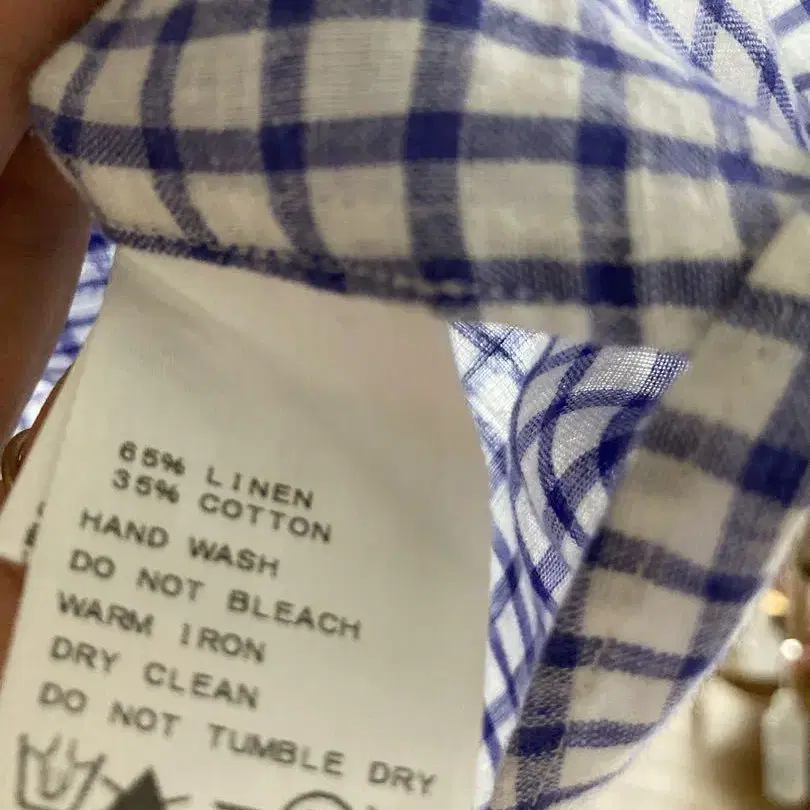 65% LINEN
35% COTTON
HAND WASH
DO NOT BLEACH
WARM IRON
DRY CLEAN
DO NOT TUMBLE DRY